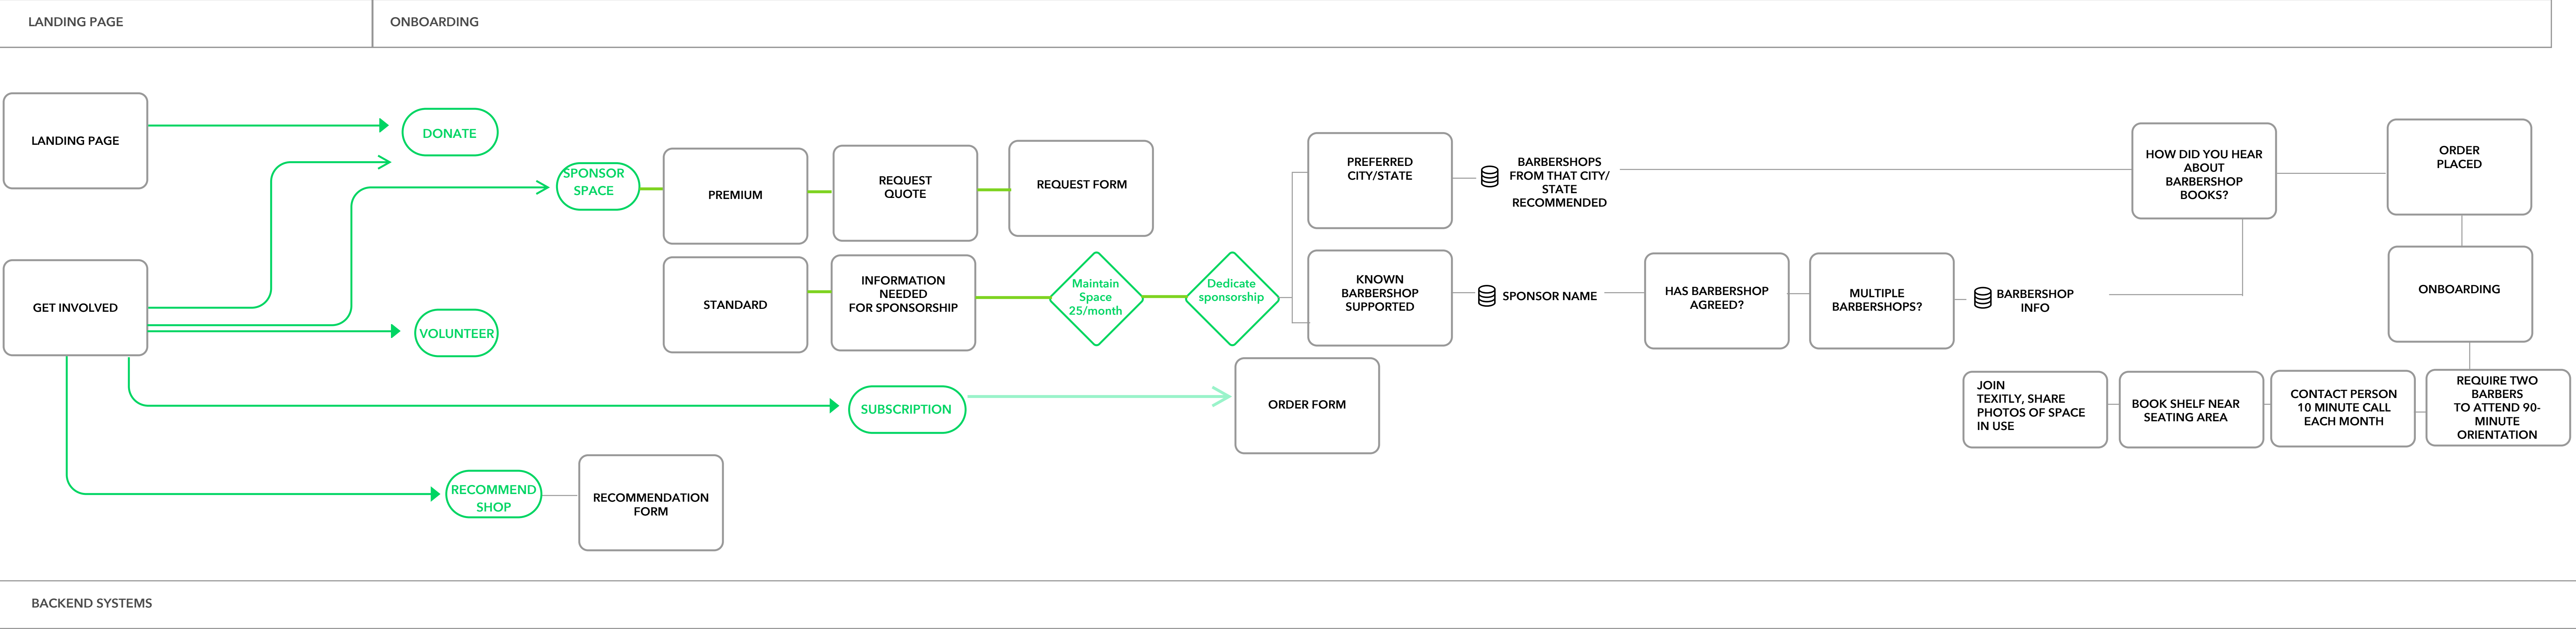 LANDING PAGE
ONBOARDING
LANDING PAGE
DONATE
SPONSOR
SPACE
PREMIUM
REQUEST
QUOTE
REQUEST FORM
PREFERRED
CITY/STATE
BARBERSHOPS
FROM THAT CITY/
STATE
RECOMMENDED
HOW DID YOU HEAR
ABOUT
BARBERSHOP
BOOKS?
ORDER
PLACED
GET INVOLVED
VOLUNTEER
STANDARD
INFORMATION
NEEDED
FOR SPONSORSHIP
Maintain
Space
25/month
Dedicate
sponsorship
KNOWN
BARBERSHOP
SUPPORTED
SPONSOR NAME
HAS BARBERSHOP
AGREED?
MULTIPLE
BARBERSHOPS?
BARBERSHOP
INFO
ONBOARDING
SUBSCRIPTION
ORDER FORM
JOIN
TEXITLY, SHARE
PHOTOS OF SPACE
IN USE
BOOK SHELF NEAR
SEATING AREA
CONTACT PERSON
10 MINUTE CALL
EACH MONTH
REQUIRE TWO
BARBERS
TO ATTEND 90-
MINUTE
ORIENTATION
RECOMMEND
SHOP
RECOMMENDATION
FORM
BACKEND SYSTEMS